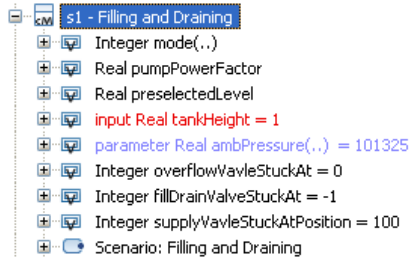 s1 - Filling and Draining
Integer mode(..)
Real pumpPowerFactor
Real preselectedLevel
input Real tankHeight = 1
parameter Real ambPressure(..) = 101325
Integer overflowVavleStuckAt = 0
Integer fillDrainValveStuckAt = -1
Integer supplyVavleStuckAtPosition = 100
Scenario: Filling and Draining